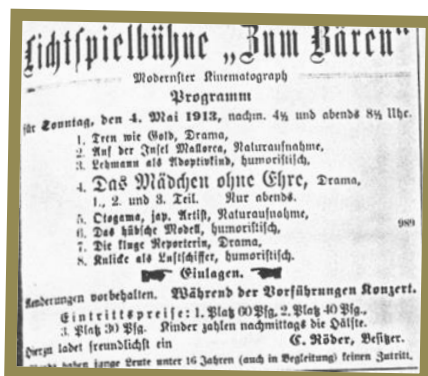 Lichtspielbühne „Zum Bären“
Modernster Kinematograph
Programm
für Sonntag, den 4. Mai 1913, nachm. 4½ und abends 8½ Uhr.
1. Treu wie Gold, Drama,
2. Auf der Insel Mallorca, Naturaufnahme,
3. Lehmann als Adoptivkind, humoristisch,
4. Das Mädchen ohne Ehre, Drama,
1., 2. und 3. Teil. Nur abends.
5. Otogama, jap. Artist, Naturaufnahme,
6. Das hübsche Modell, humoristisch,
989
7. Die kluge Reporterin, Drama,
8. Kulicke als Luftschiffer, humoristisch.
Einlagen.
Aenderungen vorbehalten. Während der Vorführungen Konzert.
Eintrittspreise: 1. Platz 60 Pfg. 2. Platz 40 Pfg.,
3. Platz 30 Pfg. Kinder zahlen nachmittags die Hälfte.
Hierzu ladet freundlichst ein C. Röder, Besitzer.
haben junge Leute unter 16 Jahren (auch in Begleitung) keinen Zutritt.